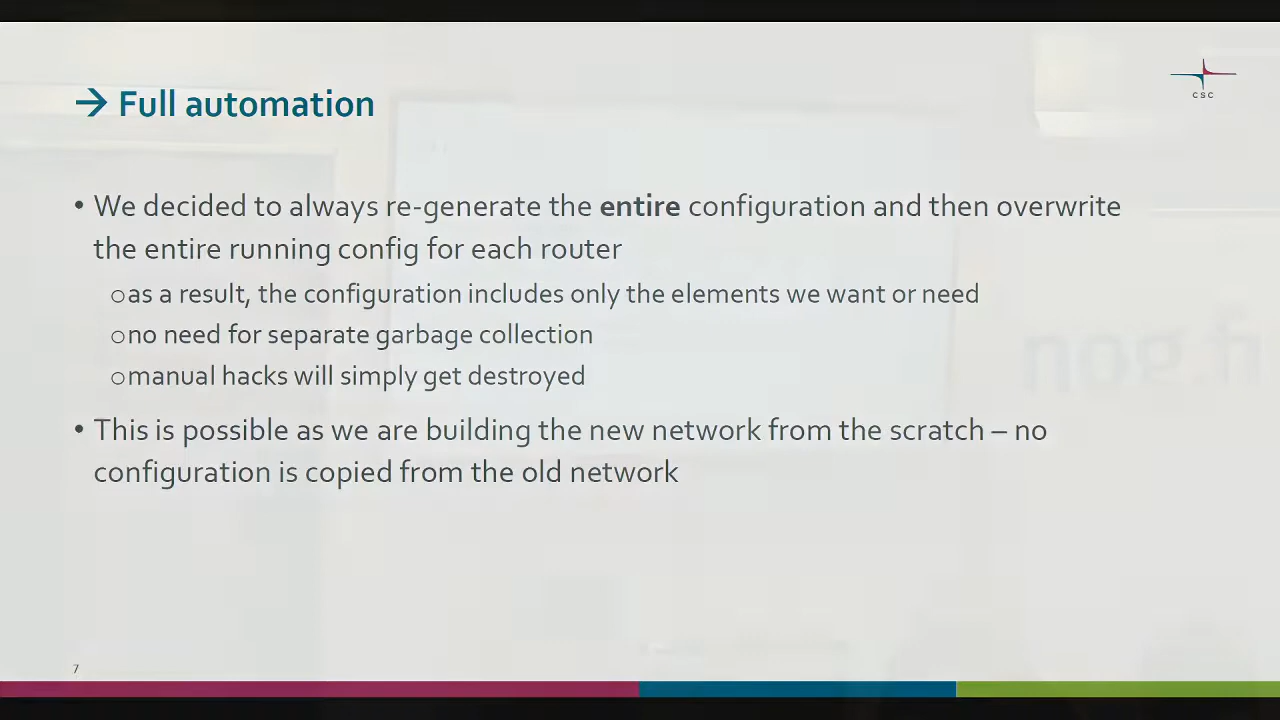 → Full automation
CSC
• We decided to always re-generate the entire configuration and then overwrite
the entire running config for each router
o as a result, the configuration includes only the elements we want or need
o no need for separate garbage collection
o manual hacks will simply get destroyed
• This is possible as we are building the new network from the scratch – no
configuration is copied from the old network
nog.fi
7